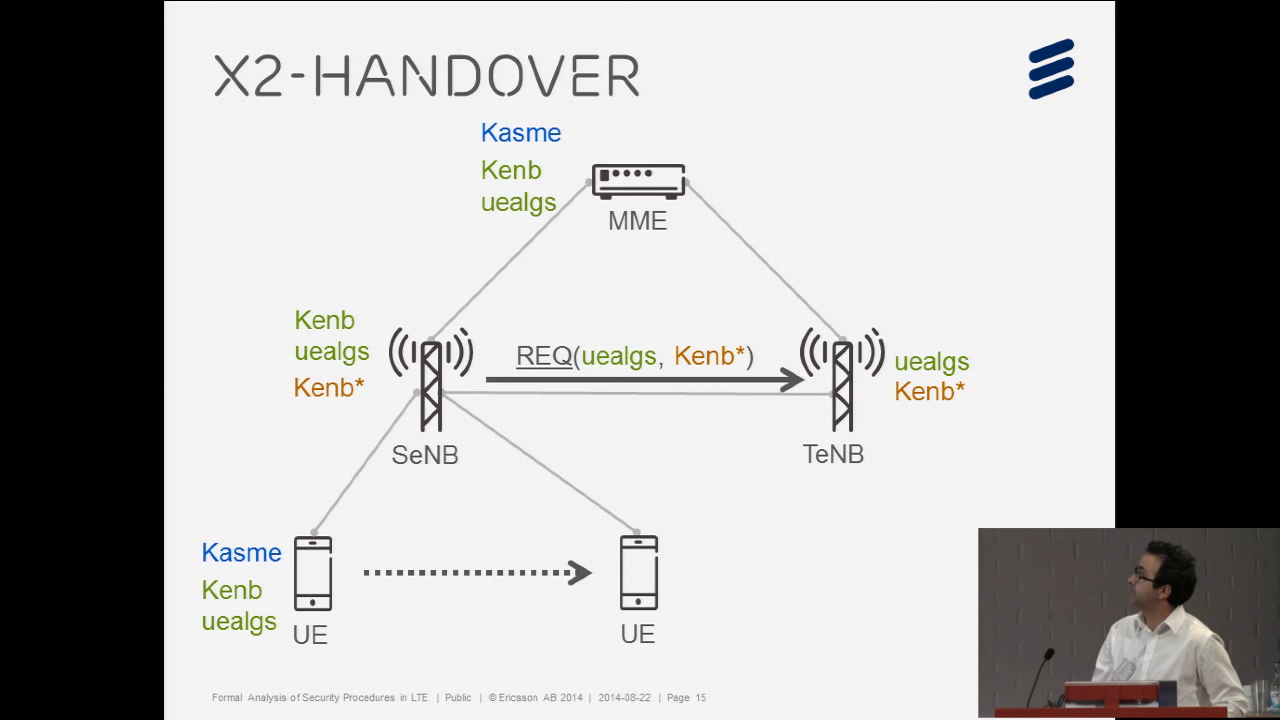 X2-HANDOVER
Kasme
Kenb
uealgs
MME
Kenb
uealgs
Kenb*
REQ(uealgs, Kenb*)
uealgs
Kenb*
SeNB
TeNB
Kasme
Kenb
uealgs
UE
UE
Formal Analysis of Security Procedures in LTE | Public | © Ericsson AB 2014 | 2014-08-22 | Page 15